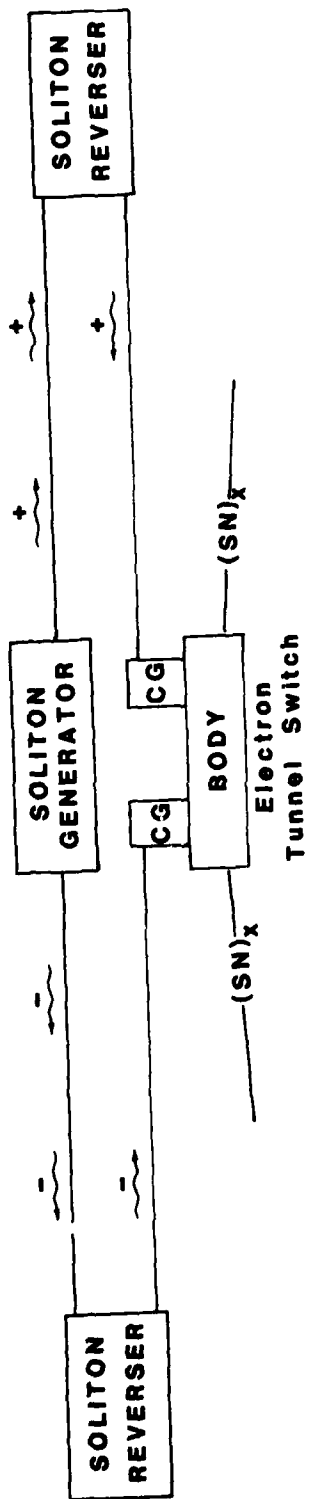 SOLITON
REVERSER
SOLITON
GENERATOR
SOLITON
REVERSER
- - + +
- +
CG CG
BODY
(SN)x (SN)x
Electron
Tunnel Switch